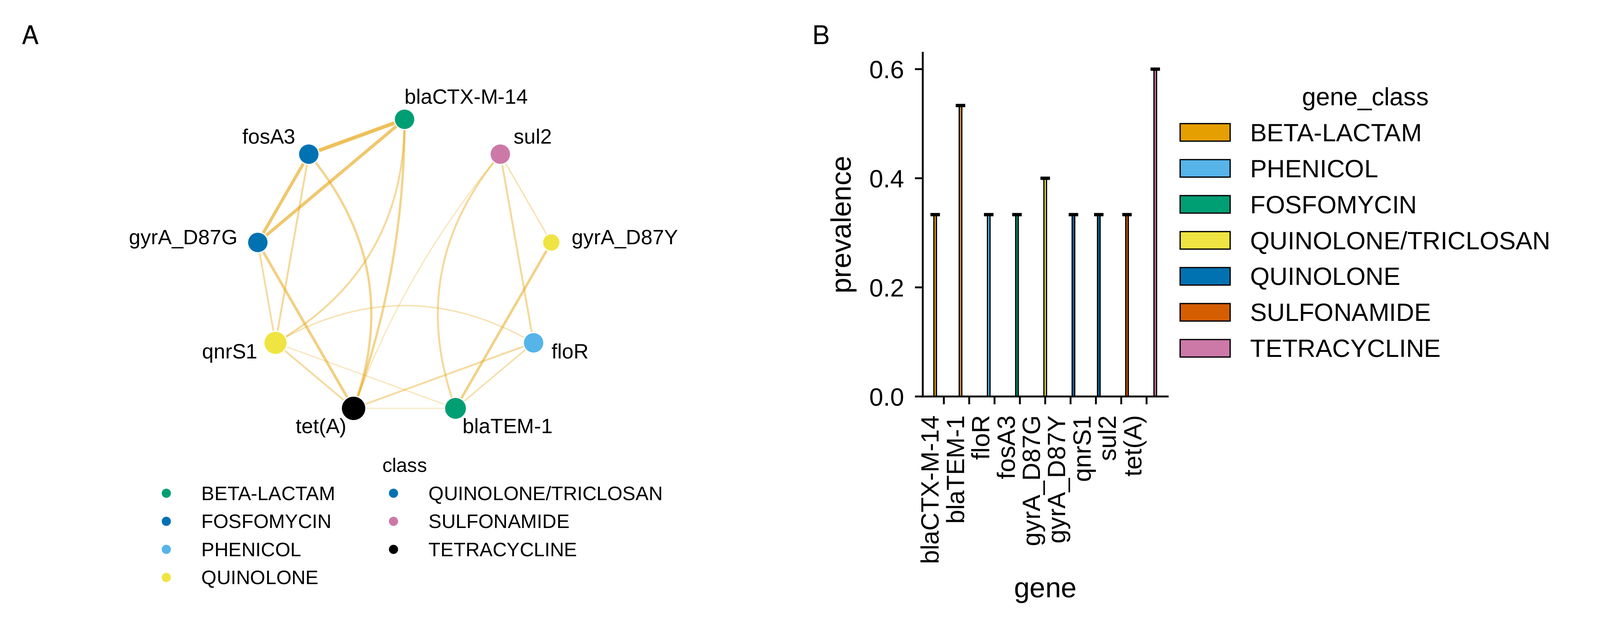 A
blaCTX-M-14
fosA3
sul2
gyrA_D87G
gyrA_D87Y
qnrS1
floR
tet(A)
blaTEM-1
class
BETA-LACTAM
FOSFOMYCIN
PHENICOL
QUINOLONE
QUINOLONE/TRICLOSAN
SULFONAMIDE
TETRACYCLINE
B
prevalence
0.6
0.4
0.2
0.0
blaCTX-M-14
blaTEM-1
floR
fosA3
gyrA_D87G
gyrA_D87Y
qnrS1
sul2
tet(A)
gene
gene_class
BETA-LACTAM
PHENICOL
FOSFOMYCIN
QUINOLONE/TRICLOSAN
QUINOLONE
SULFONAMIDE
TETRACYCLINE